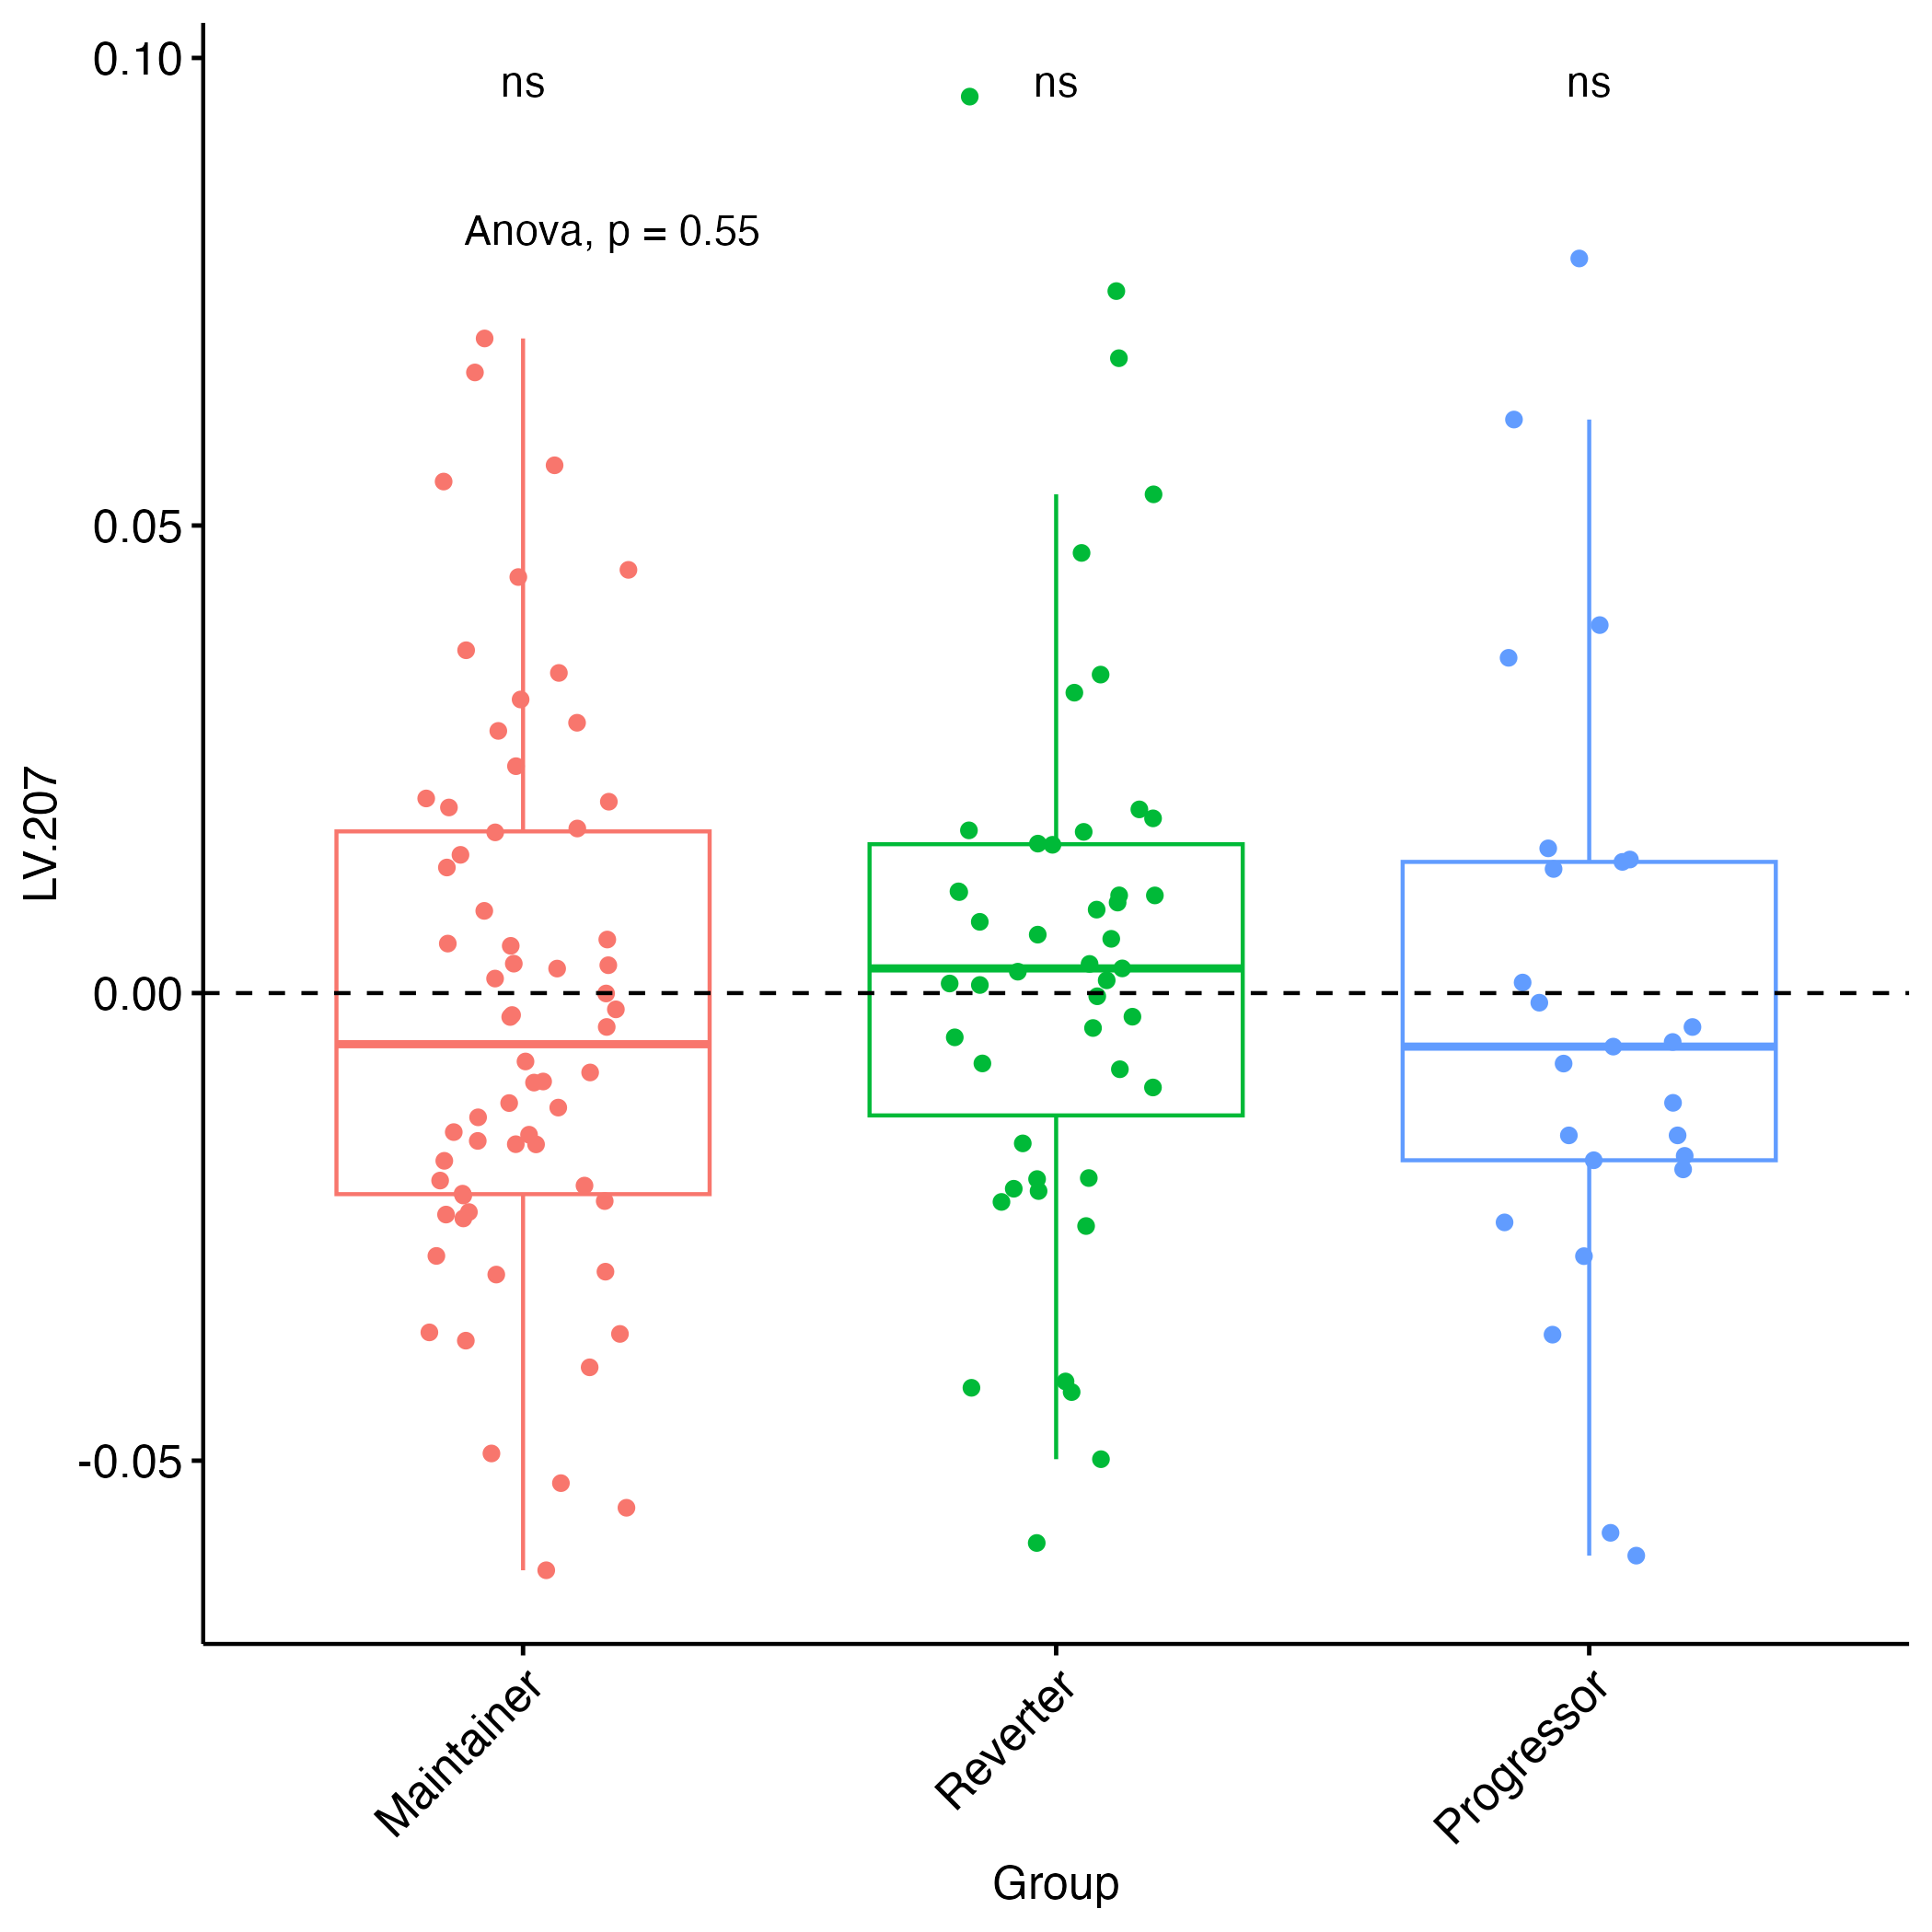 0.10
ns
ns
ns
Anova, p = 0.55
0.05
LV.207
0.00
-0.05
Maintainer
Reverter
Progressor
Group